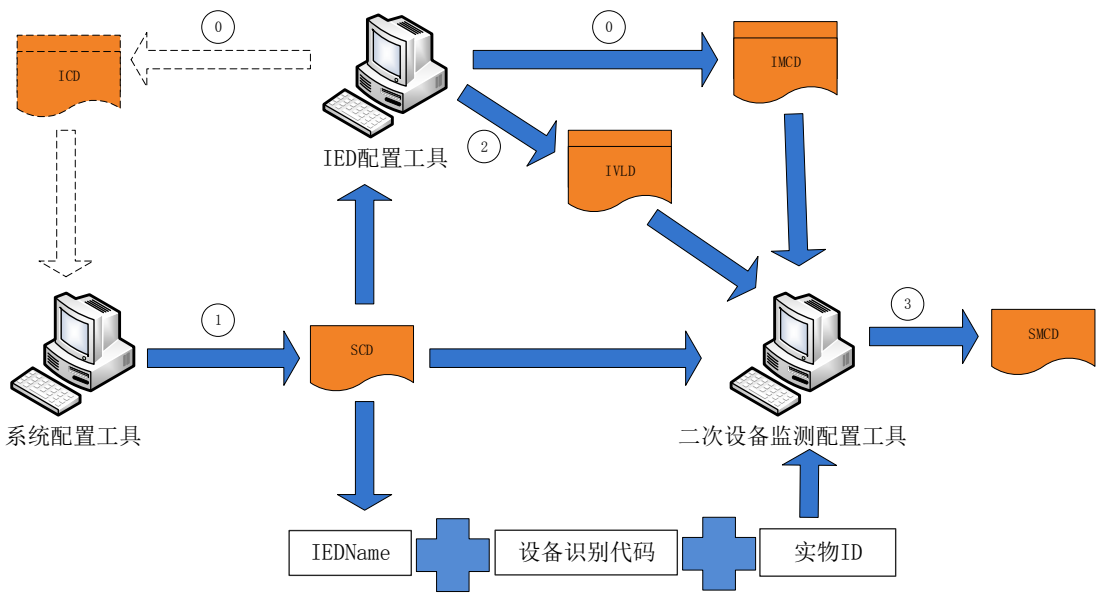 0
0
ICD
IMCD
2
IED配置工具
IVLD
1
3
SCD
SMCD
系统配置工具
二次设备监测配置工具
IEDName
设备识别代码
实物ID